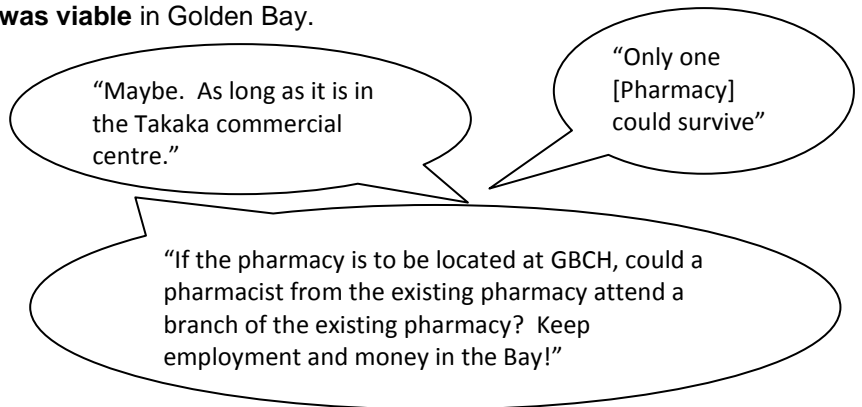 was viable in Golden Bay.
“Maybe.  As long as it is in
the Takaka commercial
centre.”
“Only one
[Pharmacy]
could survive”
“If the pharmacy is to be located at GBCH, could a
pharmacist from the existing pharmacy attend a
branch of the existing pharmacy?  Keep
employment and money in the Bay!”